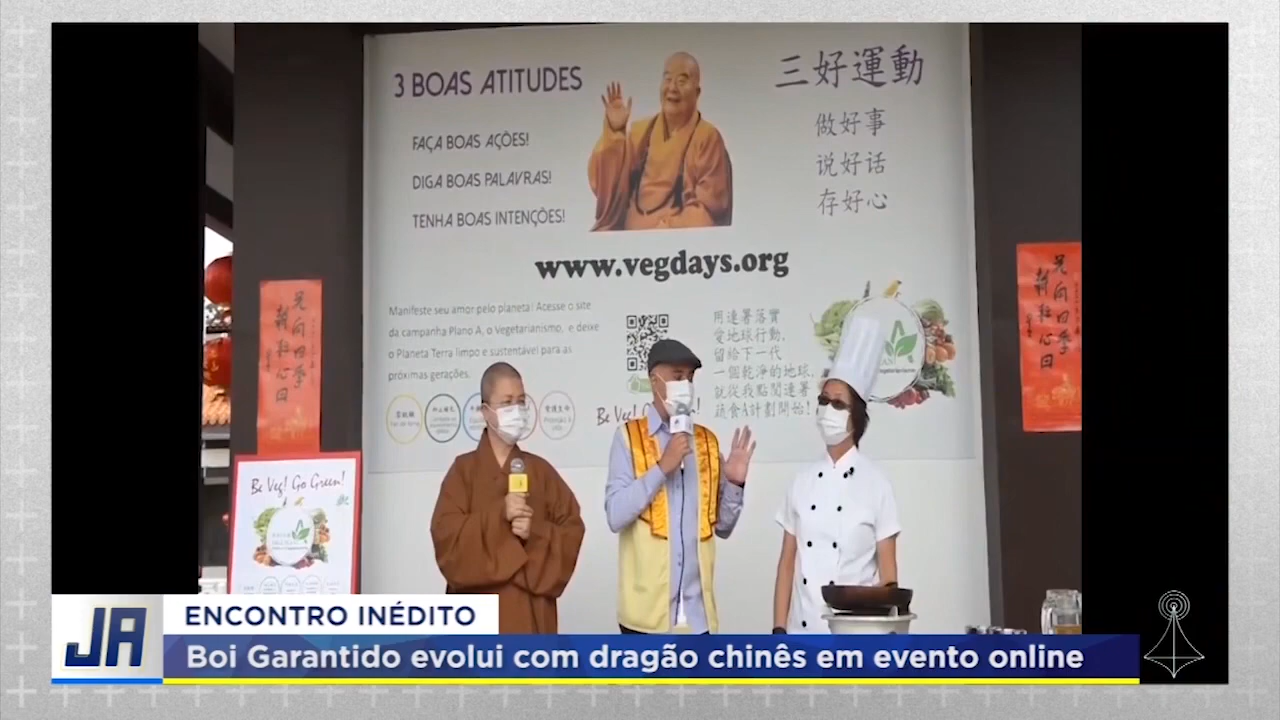 3 BOAS ATITUDES
FAÇA BOAS AÇÕES!
DIGA BOAS PALAVRAS!
TENHA BOAS INTENÇÕES!
三好運動
做好事
说好话
存好心
www.vegdays.org
Manifeste seu amor pelo planeta! Acesse o site
da campanha Plano A, o Vegetarianismo, e deixe
o Planeta Terra limpo e sustentável para as
próximas gerações.
用連署落實
愛地球行動,
留給下一代
一個乾淨的地球,
就從我點閱連署
蔬食A計劃開始!
Be Veg!
Be Veg! Go Green!
JA
ENCONTRO INÉDITO
Boi Garantido evolui com dragão chinês em evento online